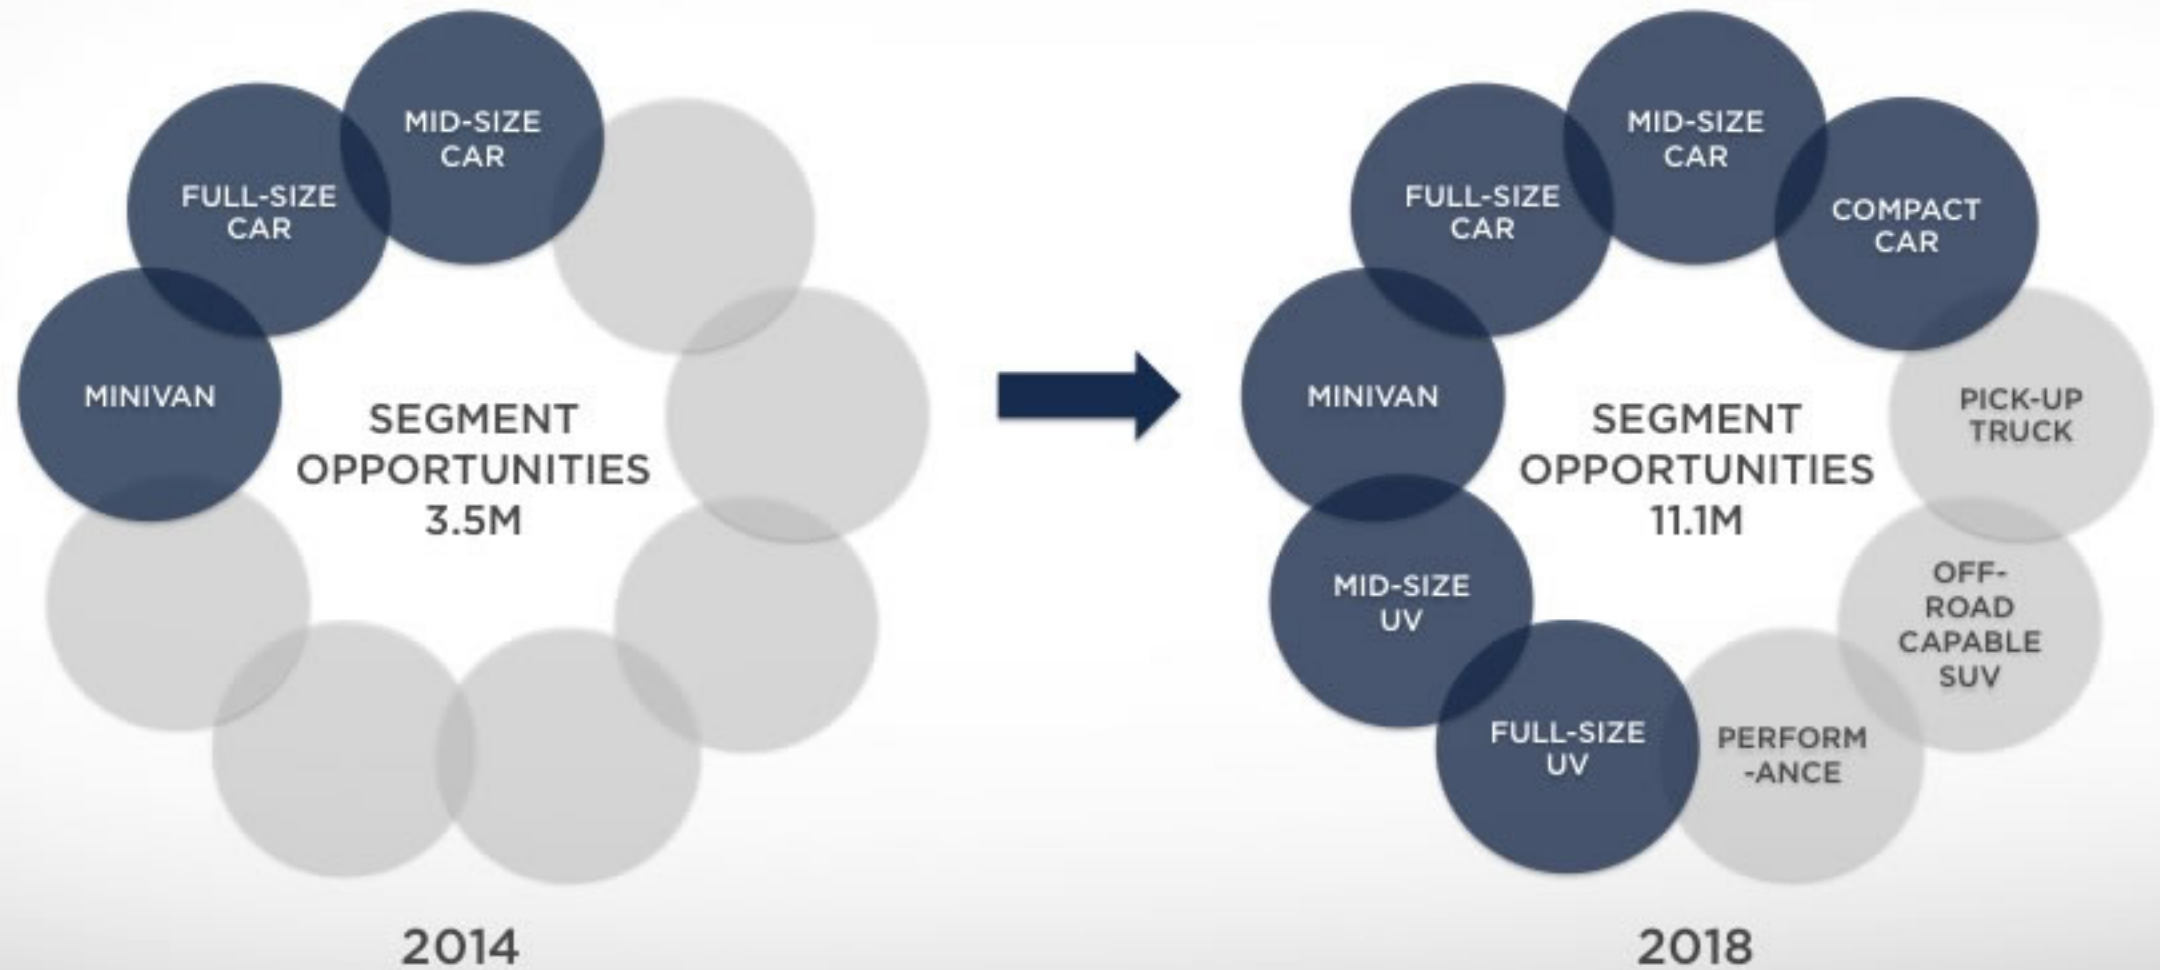 MID-SIZE
CAR
FULL-SIZE
CAR
MINIVAN
SEGMENT
OPPORTUNITIES
3.5M
2014
MID-SIZE
CAR
FULL-SIZE
CAR
COMPACT
CAR
MINIVAN
SEGMENT
OPPORTUNITIES
11.1M
PICK-UP
TRUCK
MID-SIZE
UV
OFF-
ROAD
CAPABLE
SUV
FULL-SIZE
UV
PERFORM
-ANCE
2018